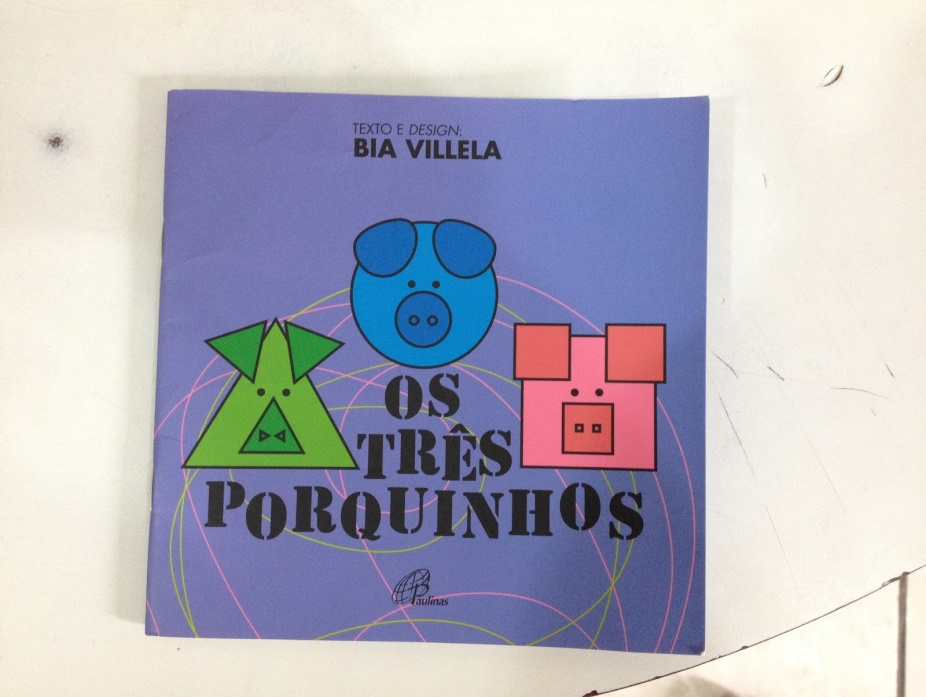 TEXTO E DESIGN:
BIA VILLELA
OS
TRÊS
PORQUINHOS
Paulinas